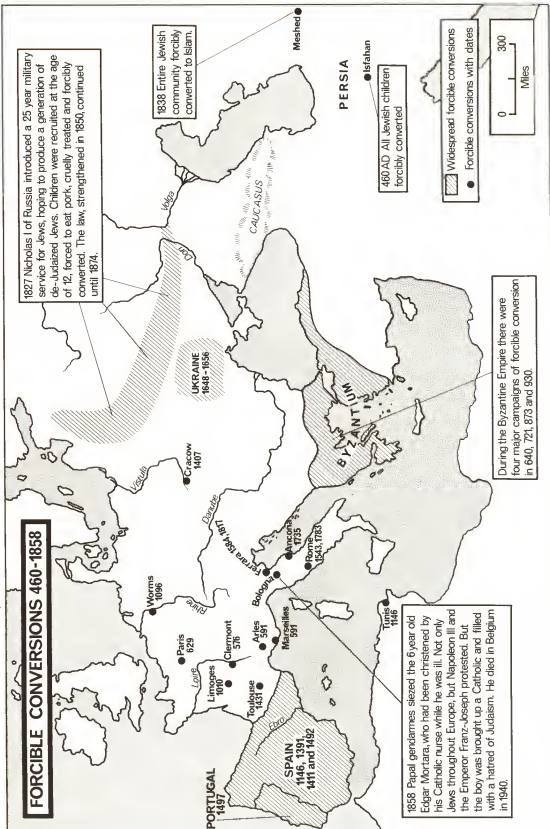 FORCIBLE CONVERSIONS 460-1858
1827 Nicholas I of Russia introduced a 25 year military
service for Jews, hoping to produce a generation of
de-Judaized Jews. Children were recruited at the age
of 12, forced to eat pork, cruelly treated and forcibly
converted. The law, strengthened in 1850, continued
until 1874.
1838 Entire Jewish
community forcibly
converted to Islam.
Meshed
PERSIA
Isfahan
460 AD All Jewish children
forcibly converted
Widespread forcible conversions
Forcible conversions with dates
0 300
Miles
Volga
Don
CAUCASUS
UKRAINE
1648-1656
Vistula
Cracow
1407
Danube
Worms
1096
Rhine
Paris
629
Loire
Clermont
576
Limoges
1010
Arles
591
Marseilles
591
Toulouse
1431
Ebro
Ferrara 1584, 1817
Bologna
Ancona
1735
Rome
1543, 1783
BYZANTIUM
SPAIN
1146, 1391,
1411 and 1492
PORTUGAL
1497
Tunis
1146
During the Byzantine Empire there were
four major campaigns of forcible conversion
in 640, 721, 873 and 930.
1858 Papal gendarmes siezed the 6 year old
Edgar Mortara, who had been christened by
his Catholic nurse while he was ill. Not only
Jews throughout Europe, but Napoleon III and
the Emperor Franz-Joseph protested. But
the boy was brought up a Catholic and filled
with a hatred of Judaism. He died in Belgium
in 1940.